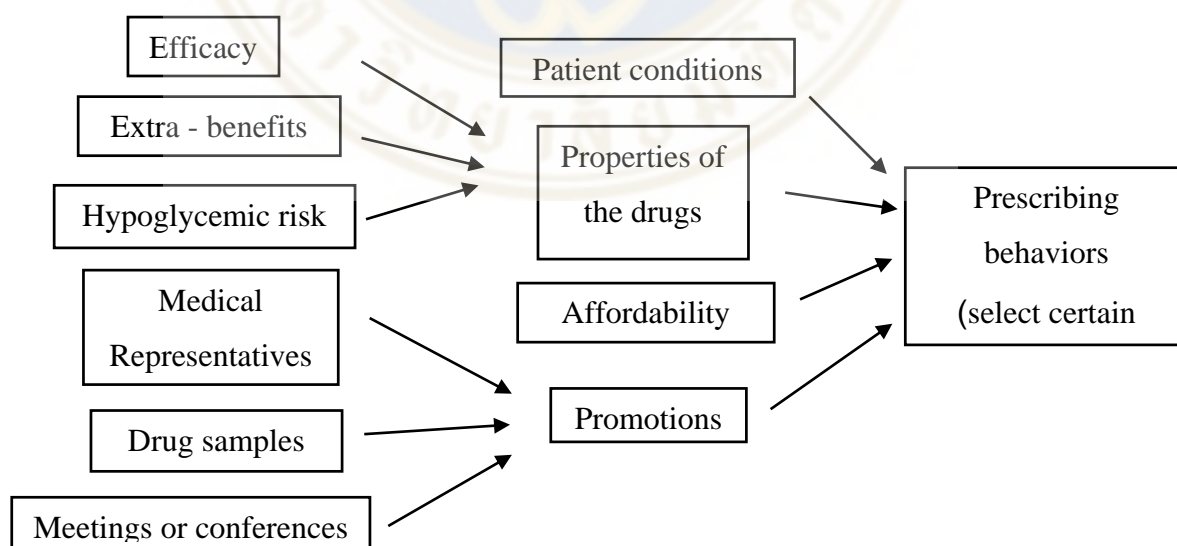 Efficacy
Extra - benefits
Hypoglycemic risk
Medical
Representatives
Drug samples
Meetings or conferences
Patient conditions
Properties of
the drugs
Affordability
Promotions
Prescribing
behaviors
(select certain